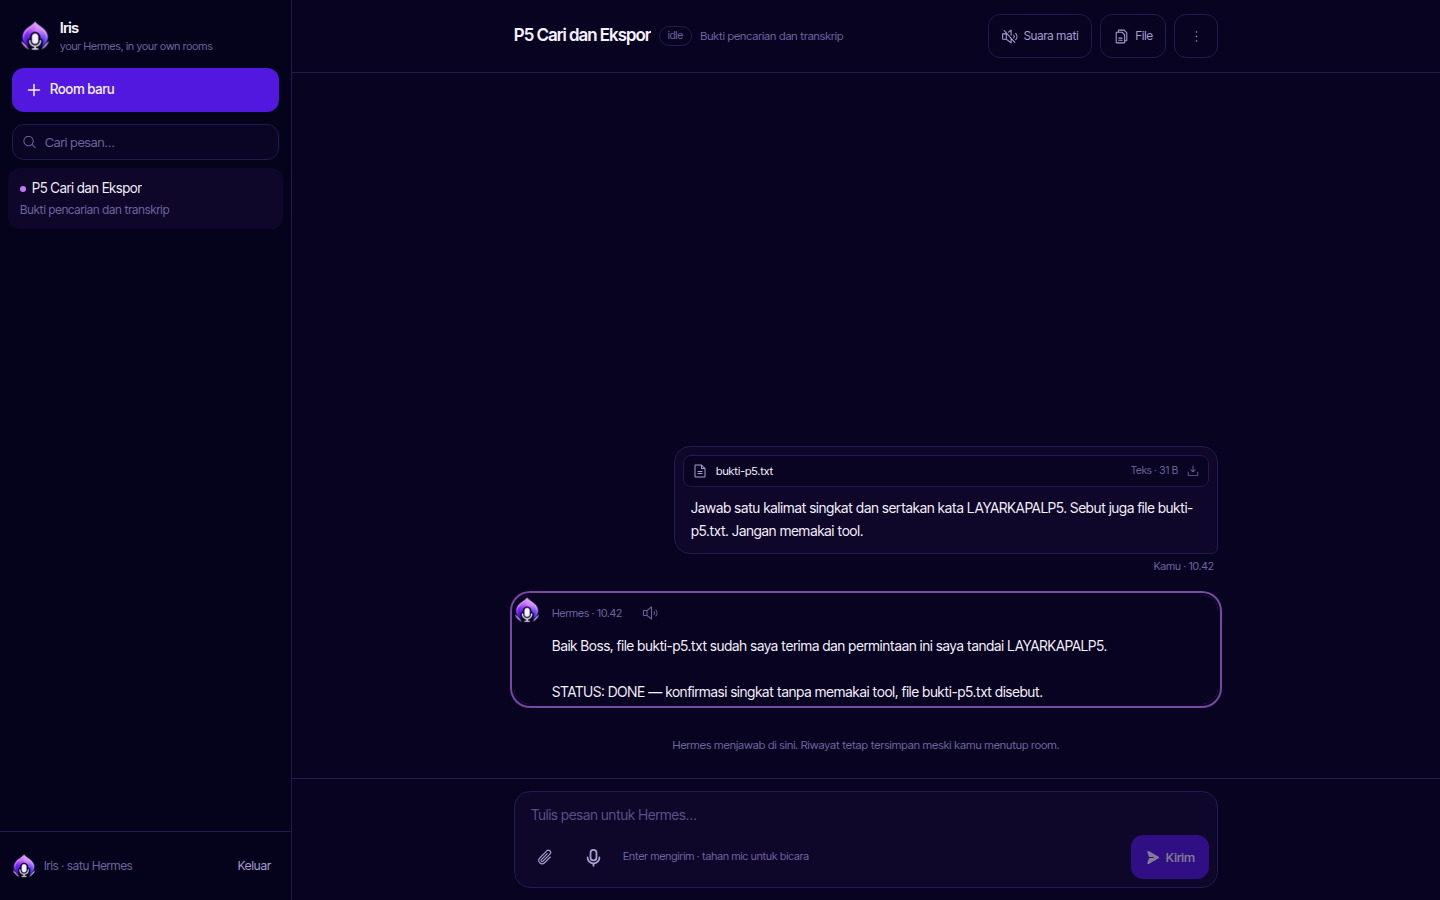 Iris
your Hermes, in your own rooms
Room baru
Cari pesan...
P5 Cari dan Ekspor
Bukti pencarian dan transkrip
Iris · satu Hermes
Keluar
P5 Cari dan Ekspor
idle
Bukti pencarian dan transkrip
Suara mati
File
bukti-p5.txt
Teks · 31 B
Jawab satu kalimat singkat dan sertakan kata LAYARKAPALP5. Sebut juga file bukti-
p5.txt. Jangan memakai tool.
Kamu · 10.42
Hermes · 10.42
Baik Boss, file bukti-p5.txt sudah saya terima dan permintaan ini saya tandai LAYARKAPALP5.
STATUS: DONE — konfirmasi singkat tanpa memakai tool, file bukti-p5.txt disebut.
Hermes menjawab di sini. Riwayat tetap tersimpan meski kamu menutup room.
Tulis pesan untuk Hermes...
Enter mengirim · tahan mic untuk bicara
Kirim